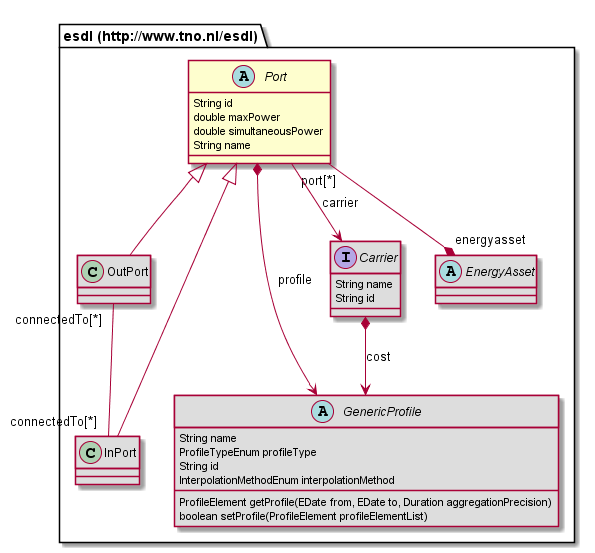 esdl (http://www.tno.nl/esdl)
A Port
String id
double maxPower
double simultaneousPower
String name
port[*]
carrier
energyasset
C OutPort
I Carrier
String name
String id
A EnergyAsset
profile
connectedTo[*]
cost
connectedTo[*]
C InPort
A GenericProfile
String name
ProfileTypeEnum profileType
String id
InterpolationMethodEnum interpolationMethod
ProfileElement getProfile(EDate from, EDate to, Duration aggregationPrecision)
boolean setProfile(ProfileElement profileElementList)